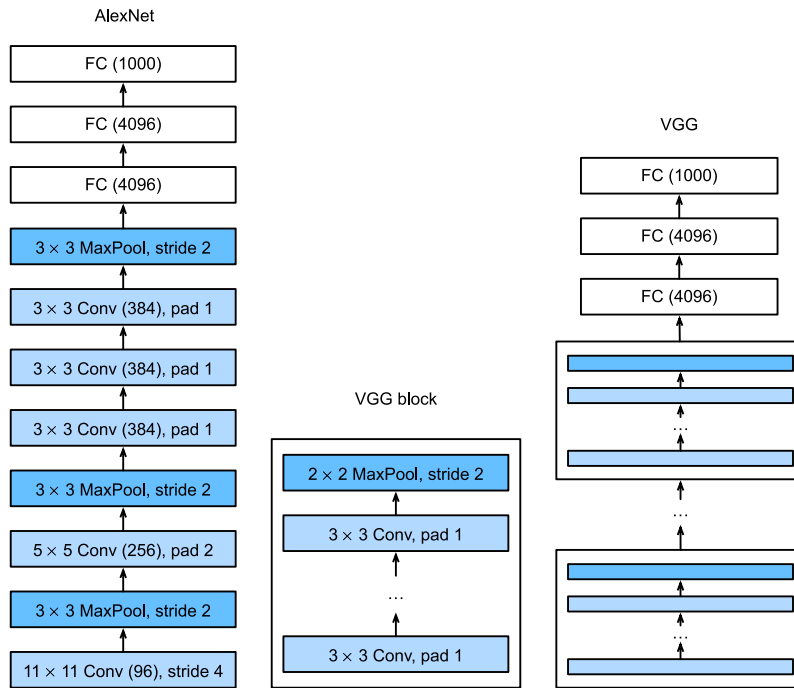 AlexNet
FC (1000)
FC (4096)
FC (4096)
3 × 3 MaxPool, stride 2
3 × 3 Conv (384), pad 1
3 × 3 Conv (384), pad 1
3 × 3 Conv (384), pad 1
3 × 3 MaxPool, stride 2
5 × 5 Conv (256), pad 2
3 × 3 MaxPool, stride 2
11 × 11 Conv (96), stride 4
VGG block
2 × 2 MaxPool, stride 2
3 × 3 Conv, pad 1
...
3 × 3 Conv, pad 1
VGG
FC (1000)
FC (4096)
FC (4096)
...
...
...